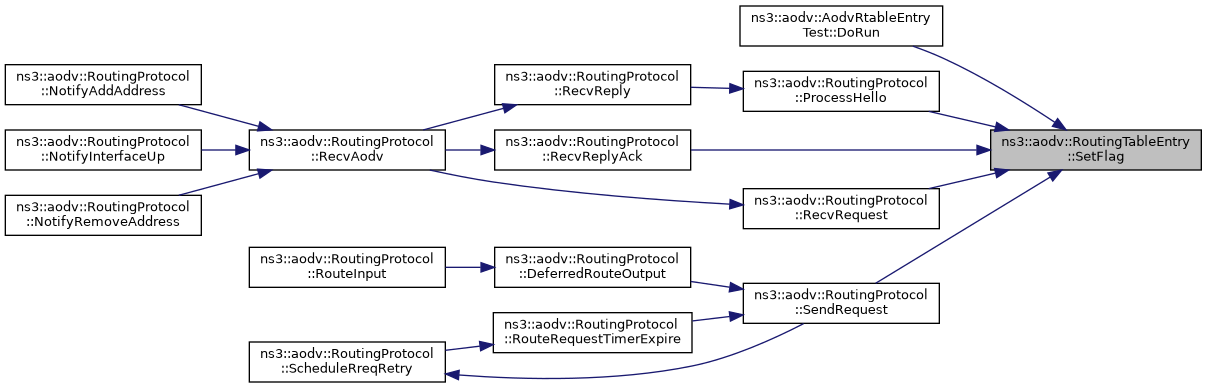 ns3::aodv::AodvRtableEntry
Test::DoRun
ns3::aodv::RoutingProtocol
::NotifyAddAddress
ns3::aodv::RoutingProtocol
::RecvReply
ns3::aodv::RoutingProtocol
::ProcessHello
ns3::aodv::RoutingProtocol
::NotifyInterfaceUp
ns3::aodv::RoutingProtocol
::RecvAodv
ns3::aodv::RoutingProtocol
::RecvReplyAck
ns3::aodv::RoutingTableEntry
::SetFlag
ns3::aodv::RoutingProtocol
::NotifyRemoveAddress
ns3::aodv::RoutingProtocol
::RecvRequest
ns3::aodv::RoutingProtocol
::RouteInput
ns3::aodv::RoutingProtocol
::DeferredRouteOutput
ns3::aodv::RoutingProtocol
::SendRequest
ns3::aodv::RoutingProtocol
::RouteRequestTimerExpire
ns3::aodv::RoutingProtocol
::ScheduleRreqRetry